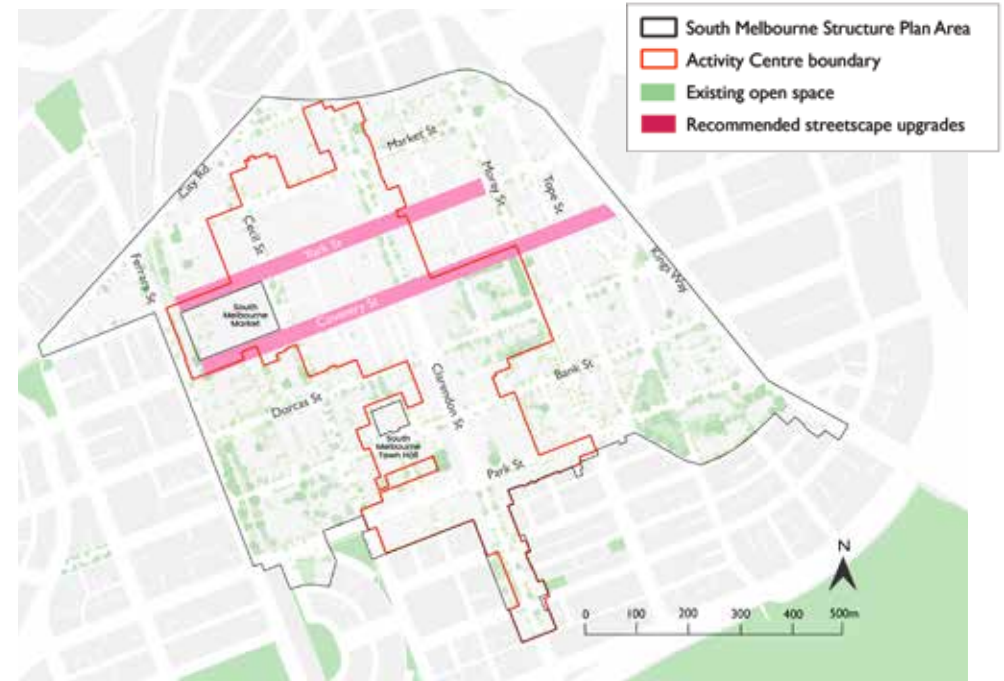 South Melbourne Structure Plan Area
Activity Centre boundary
Existing open space
Recommended streetscape upgrades
Market St
City Rd
Moray St
Tope St
Cecil St
York St
Ferrars St
Kings Way
South
Melbourne
Market
Coventry St
Bank St
Clarendon St
Dorcas St
South
Melbourne
Town Hall
Park St
N
0 100 200 300 400 500m